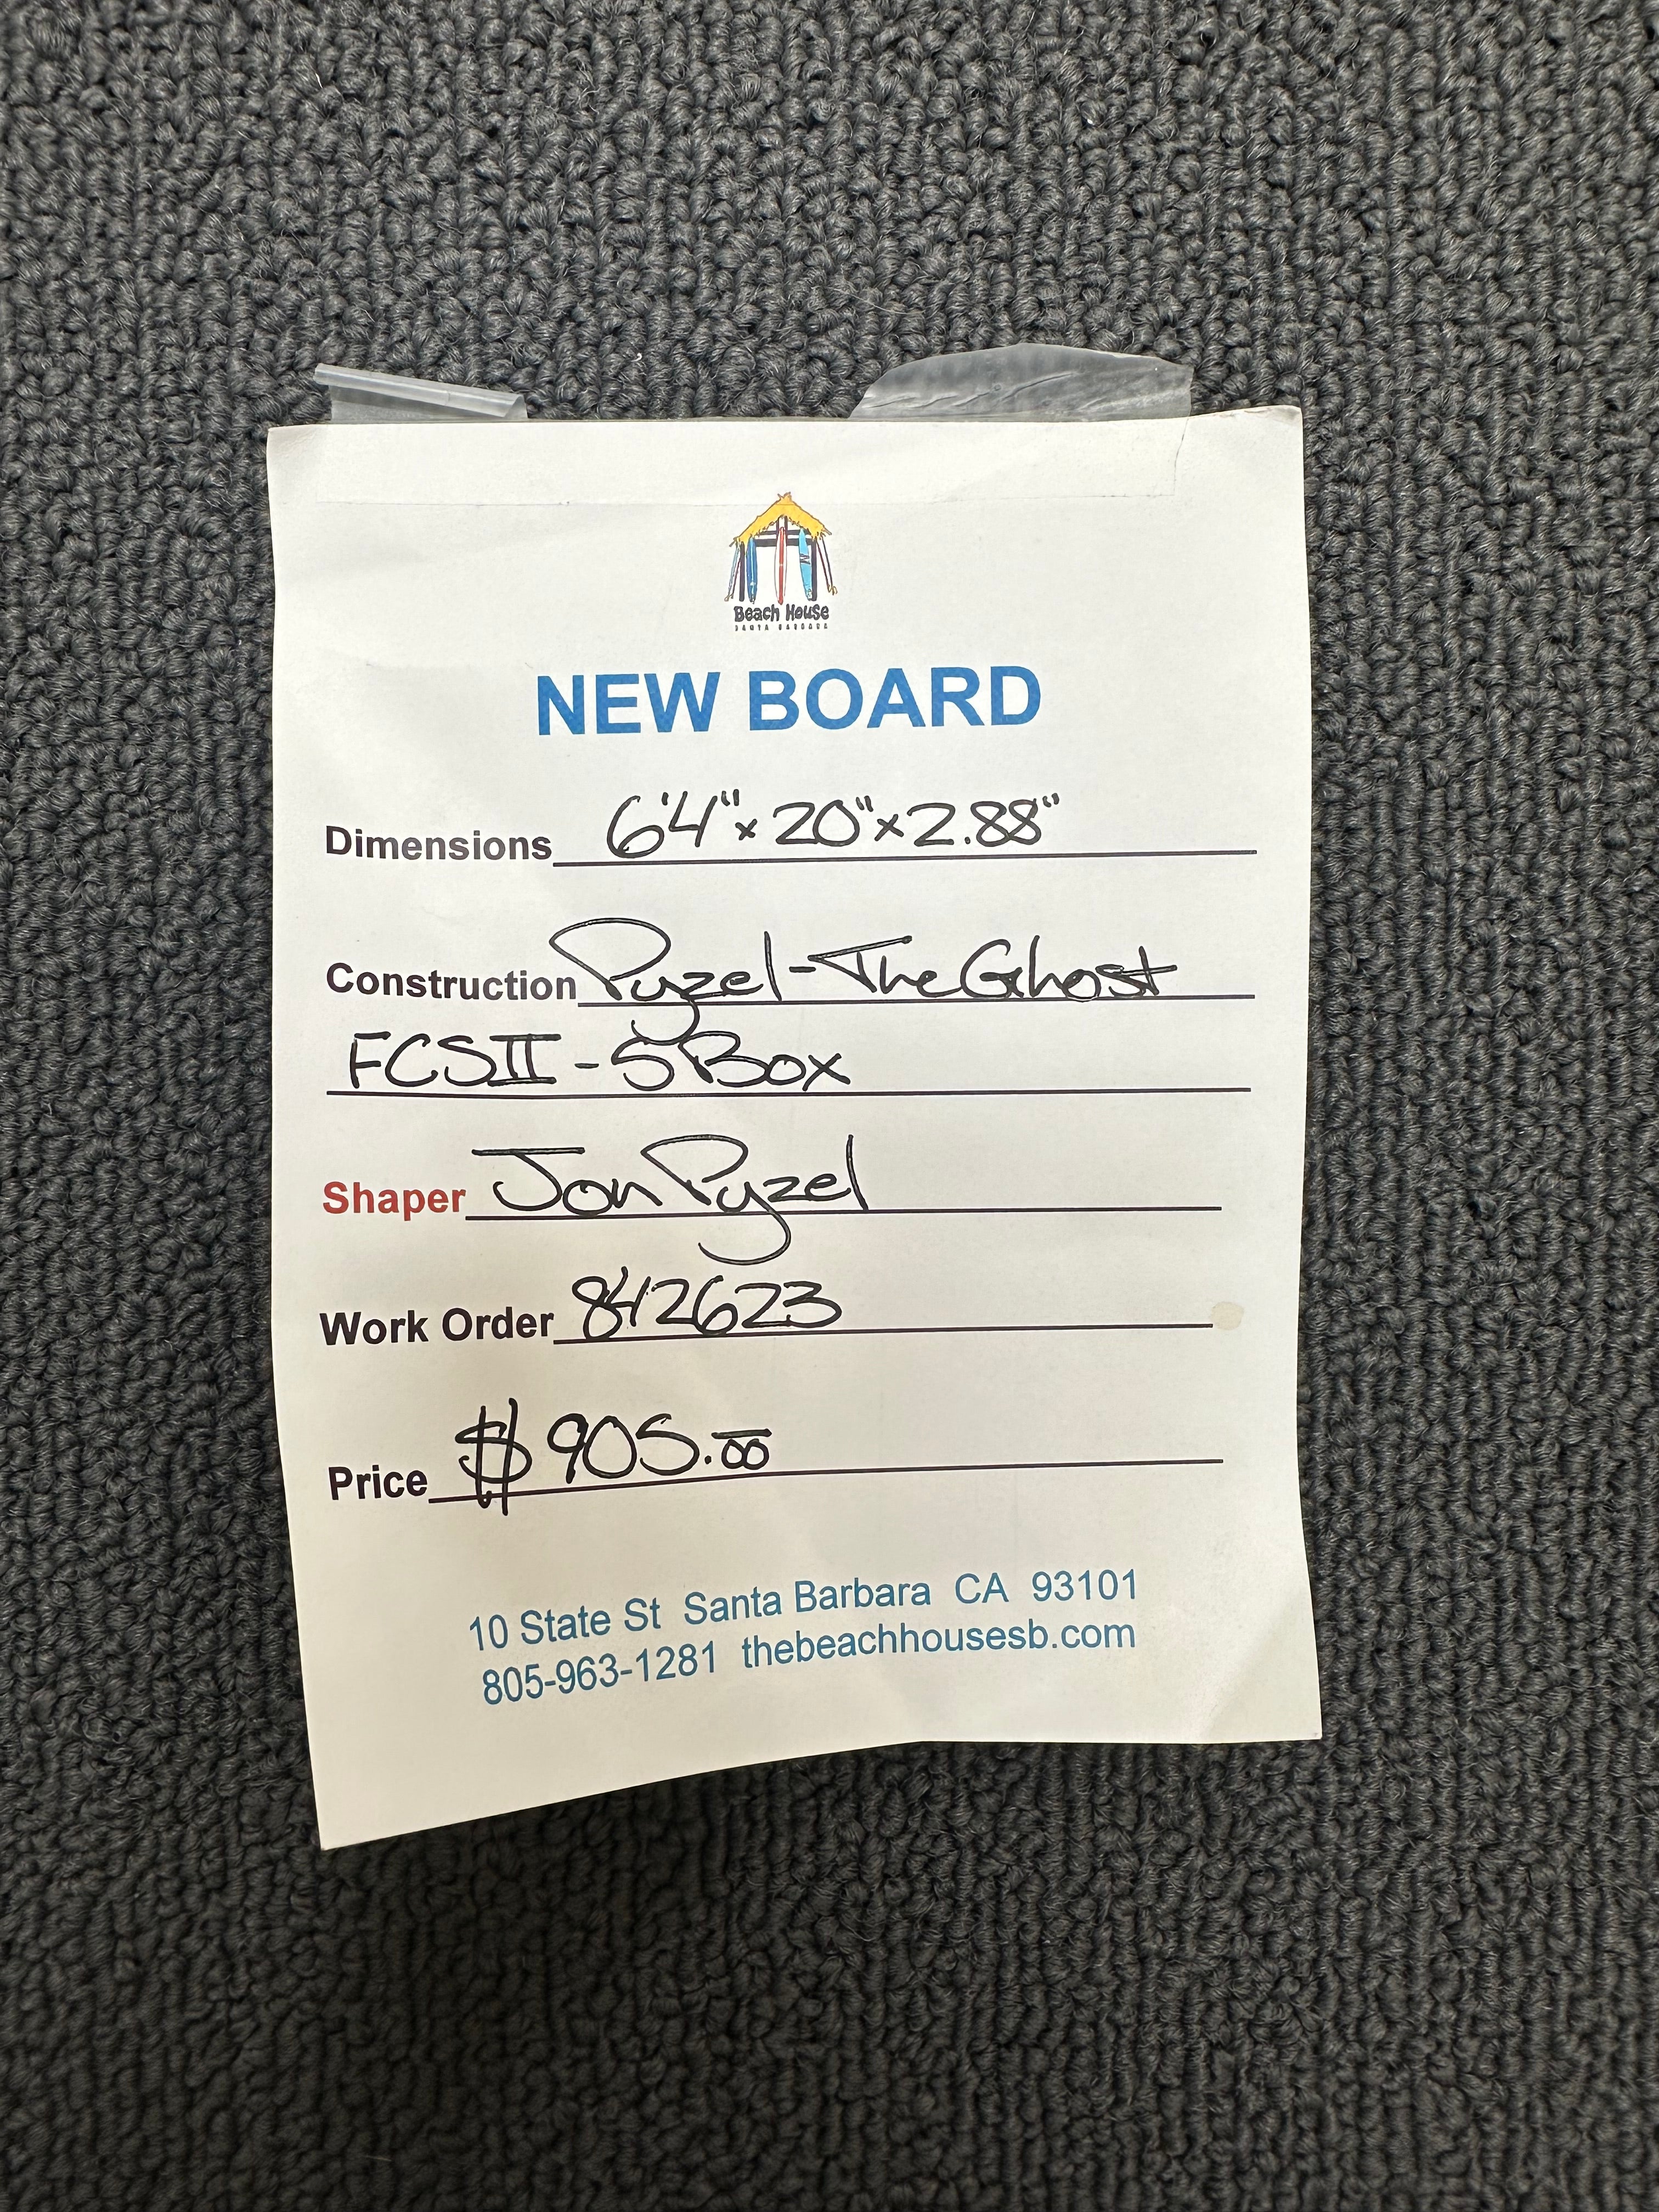 Beach House
SANTA BARBARA
NEW BOARD
Dimensions 6'4" x 20" x 2.88"
Construction Pyzel - The Ghost
FCSII - 5 Box
Shaper Jon Pyzel
Work Order 842623
Price $905.00
10 State St Santa Barbara CA 93101
805-963-1281 thebeachhousesb.com